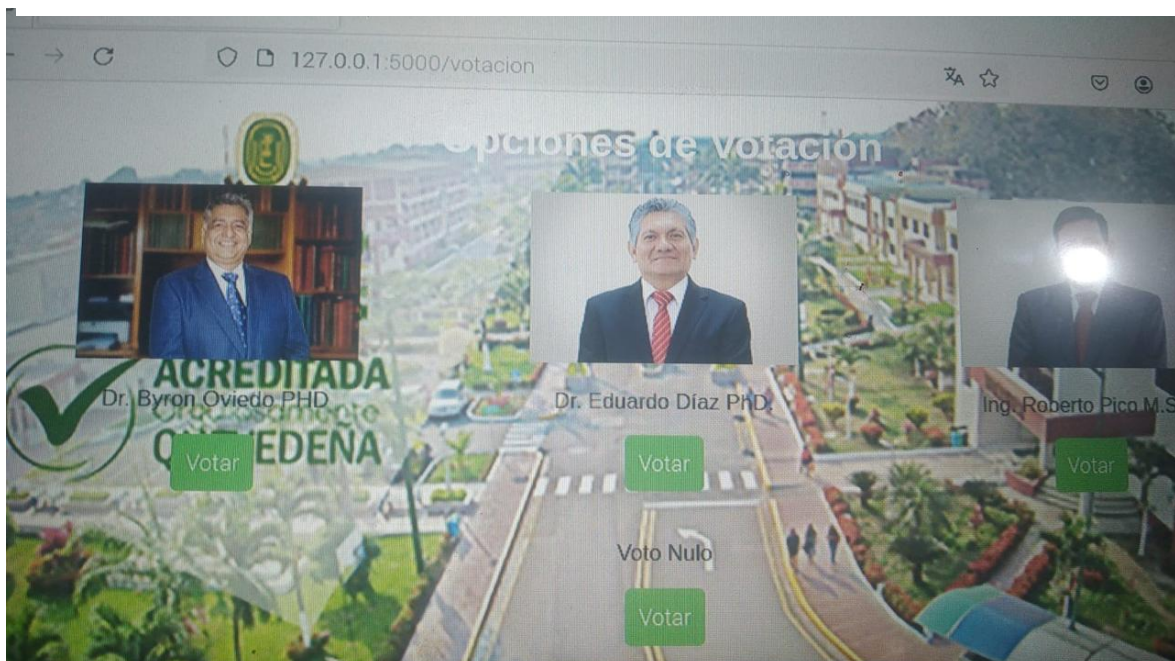 127.0.0.1:5000/votacion
Opciones de votación
ACREDITADA
Dr. Byron Oviedo PHD
Orgullosamente
Votar
Dr. Eduardo Díaz PhD.
Votar
Ing. Roberto Pico M.S
Votar
Voto Nulo
Votar